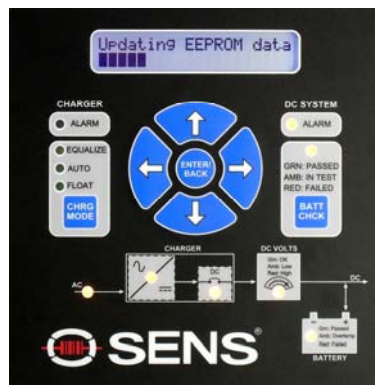 Updating EEPROM data
CHARGER
ALARM
EQUALIZE
AUTO
FLOAT
CHRG
MODE
ENTER/
BACK
DC SYSTEM
ALARM
GRN: PASSED
AMB: IN TEST
RED: FAILED
BATT
CHCK
CHARGER
DC VOLTS
Grn: OK
Amb: Low
Red: High
AC
DC
DC
Grn: Passed
Amb: Overtemp
Red: Failed
BATTERY
SENS®